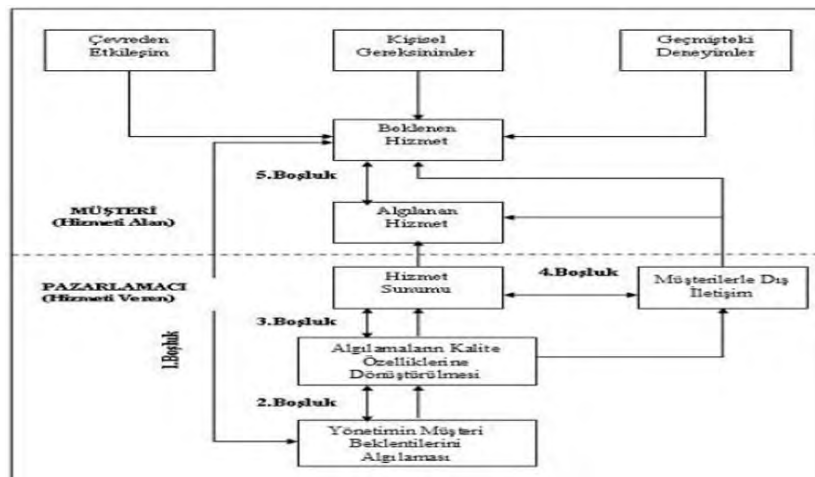 Çevreden
Etkileşim
Kişisel
Gereksinimler
Geçmişteki
Deneyimler
Beklenen
Hizmet
5.Boşluk
MÜŞTERİ
(Hizmeti Alan)
Algılanan
Hizmet
PAZARLAMACI
(Hizmeti Veren)
Hizmet
Sunumu
4.Boşluk
Müşterilerle Dış
İletişim
1.Boşluk
3.Boşluk
Algılamaların Kalite
Özelliklerine
Dönüştürülmesi
2.Boşluk
Yönetimin Müşteri
Beklentilerini
Algılaması